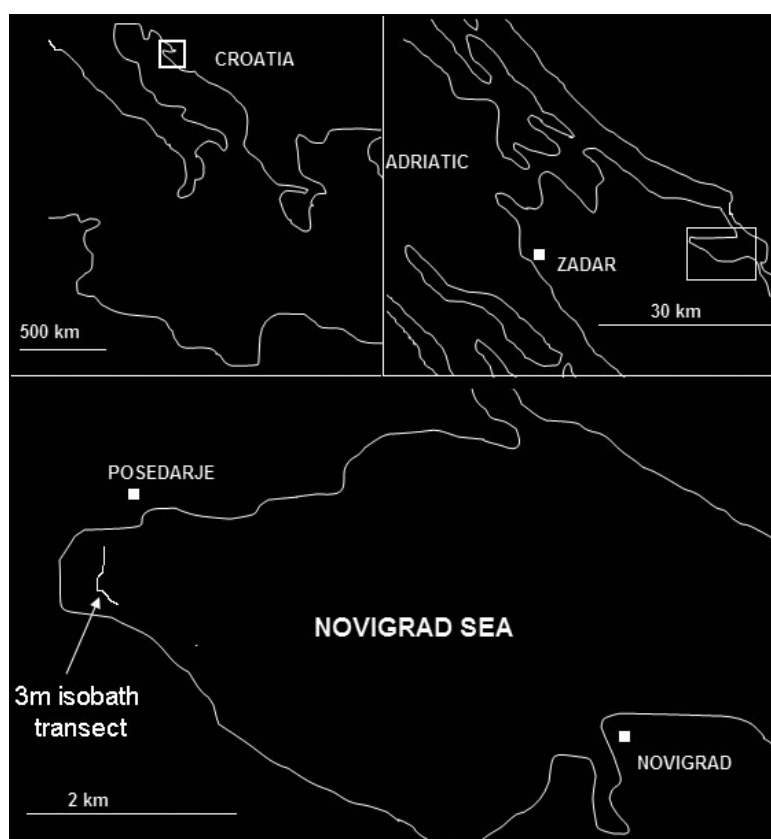 CROATIA
500 km
ADRIATIC
ZADAR
30 km
POSEDARJE
NOVIGRAD SEA
3m isobath
transect
NOVIGRAD
2 km